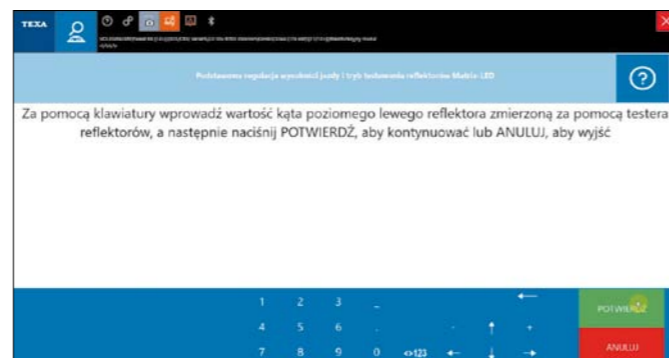 TEXA
Podstawowa regulacja wysokości jazdy i tryb testowania reflektorów Matrix-LED
Za pomocą klawiatury wprowadź wartość kąta poziomego lewego reflektora zmierzoną za pomocą testera
reflektorów, a następnie naciśnij POTWIERDŹ, aby kontynuować lub ANULUJ, aby wyjść
1 2 3 _ ←
POTWIERDŹ
4 5 6 . - ↑ +
7 8 9 0 <>123 ← ↓ →
ANULUJ